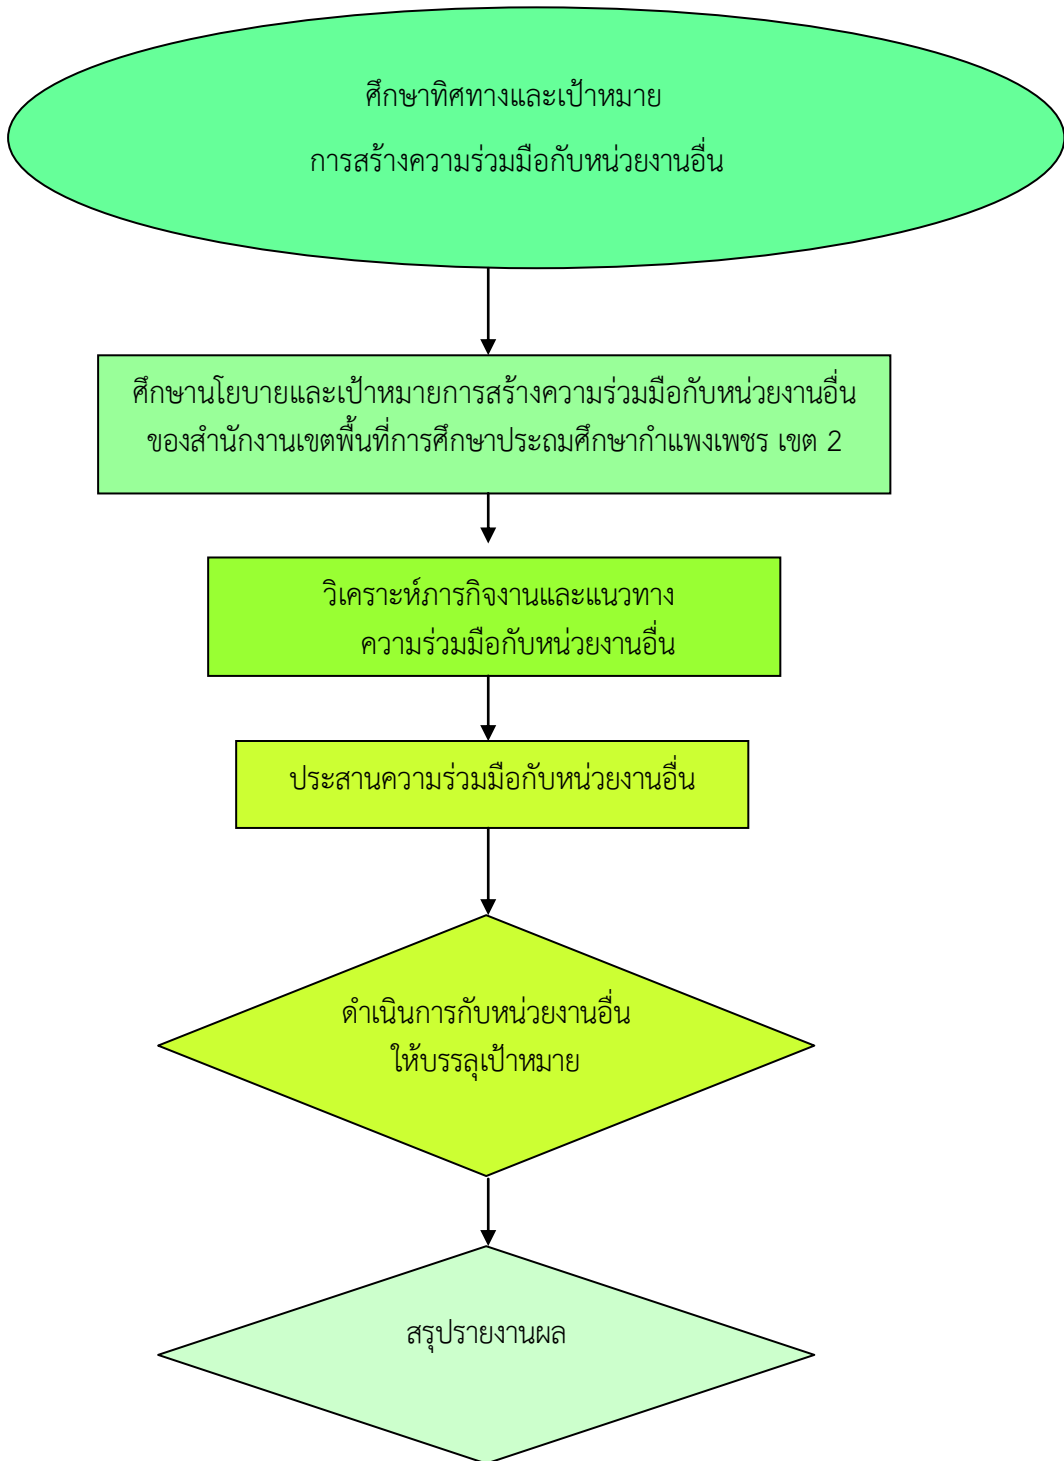 ศึกษาทิศทางและเป้าหมาย
การสร้างความร่วมมือกับหน่วยงานอื่น
ศึกษานโยบายและเป้าหมายการสร้างความร่วมมือกับหน่วยงานอื่น
ของสำนักงานเขตพื้นที่การศึกษาประถมศึกษากำแพงเพชร เขต 2
วิเคราะห์ภารกิจงานและแนวทาง
ความร่วมมือกับหน่วยงานอื่น
ประสานความร่วมมือกับหน่วยงานอื่น
ดำเนินการกับหน่วยงานอื่น
ให้บรรลุเป้าหมาย
สรุปรายงานผล